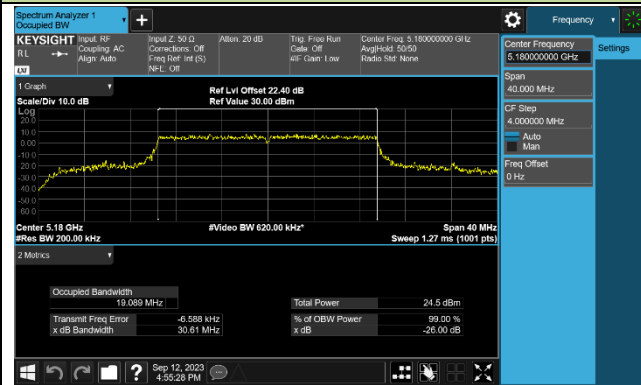 Spectrum Analyzer 1
Occupied BW
Frequency
KEYSIGHT
Input: RF
Input Z: 50 Ω
Atten: 20 dB
Trig: Free Run
Center Freq: 5.180000000 GHz
RL
Coupling: AC
Corrections: Off
Gate: Off
Avg|Hold: 50/50
Align: Auto
Freq Ref: Int (S)
#IF Gain: Low
Radio Std: None
LXI
NFE: Off
Center Frequency
5.180000000 GHz
Settings
Span
40.000 MHz
CF Step
4.000000 MHz
Auto
Man
Freq Offset
0 Hz
1 Graph
Ref Lvl Offset 22.40 dB
Scale/Div 10.0 dB
Ref Value 30.00 dBm
Log
20.0
10.0
0.00
-10.0
-20.0
-30.0
-40.0
-50.0
-60.0
Center 5.18 GHz
#Video BW 620.00 kHz*
Span 40 MHz
#Res BW 200.00 kHz
Sweep 1.27 ms (1001 pts)
2 Metrics
Occupied Bandwidth
19.089 MHz
Total Power
24.5 dBm
Transmit Freq Error
-6.588 kHz
% of OBW Power
99.00 %
x dB Bandwidth
30.61 MHz
x dB
-26.00 dB
Sep 12, 2023
4:55:28 PM